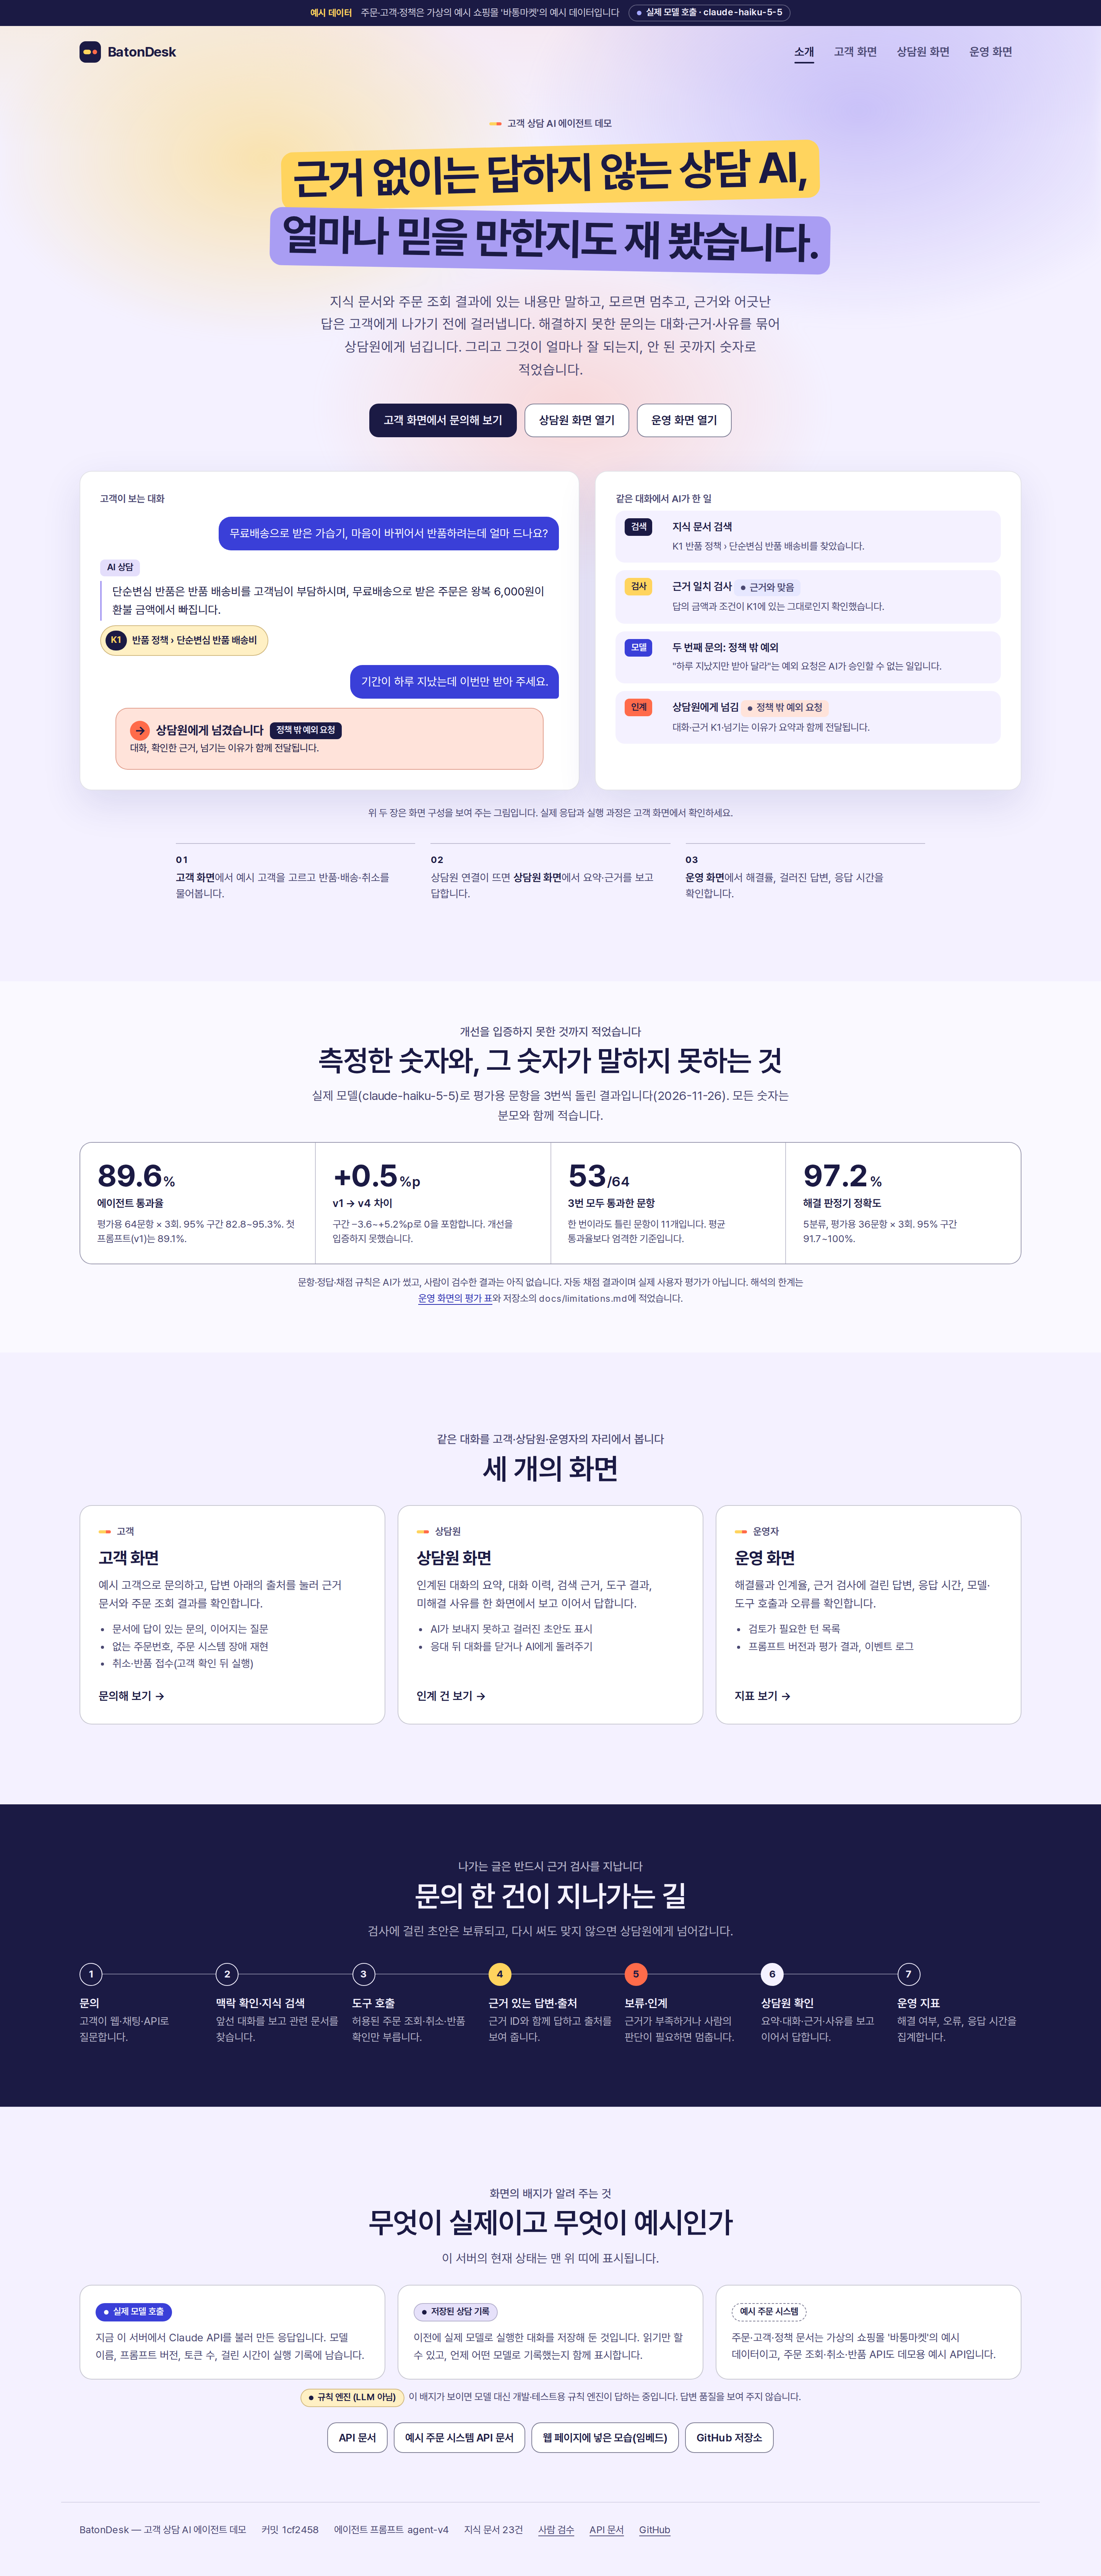 예시 데이터 주문·고객·정책은 가상의 예시 쇼핑몰 '바통마켓'의 예시 데이터입니다 실제 모델 호출 · claude-haiku-5-5
BatonDesk 소개 고객 화면 상담원 화면 운영 화면
고객 상담 AI 에이전트 데모
근거 없이는 답하지 않는 상담 AI,
얼마나 믿을 만한지도 재 봤습니다.
지식 문서와 주문 조회 결과에 있는 내용만 말하고, 모르면 멈추고, 근거와 어긋난
답은 고객에게 나가기 전에 걸러냅니다. 해결하지 못한 문의는 대화·근거·사유를 묶어
상담원에게 넘깁니다. 그리고 그것이 얼마나 잘 되는지, 안 된 곳까지 숫자로
적었습니다.
고객 화면에서 문의해 보기 상담원 화면 열기 운영 화면 열기
고객이 보는 대화
무료배송으로 받은 가습기, 마음이 바뀌어서 반품하려는데 얼마 드나요?
AI 상담
단순변심 반품은 반품 배송비를 고객님이 부담하시며, 무료배송으로 받은 주문은 왕복 6,000원이
환불 금액에서 빠집니다.
K1 반품 정책 › 단순변심 반품 배송비
기간이 하루 지났는데 이번만 받아 주세요.
→ 상담원에게 넘겼습니다 정책 밖 예외 요청
대화, 확인한 근거, 넘기는 이유가 함께 전달됩니다.
같은 대화에서 AI가 한 일
검색 지식 문서 검색
K1 반품 정책 › 단순변심 반품 배송비를 찾았습니다.
검사 근거 일치 검사 근거와 맞음
답의 금액과 조건이 K1에 있는 그대로인지 확인했습니다.
모델 두 번째 문의: 정책 밖 예외
"하루 지났지만 받아 달라"는 예외 요청은 AI가 승인할 수 없는 일입니다.
인계 상담원에게 넘김 정책 밖 예외 요청
대화·근거 K1·넘기는 이유가 요약과 함께 전달됩니다.
위 두 장은 화면 구성을 보여 주는 그림입니다. 실제 응답과 실행 과정은 고객 화면에서 확인하세요.
01
고객 화면에서 예시 고객을 고르고 반품·배송·취소를
물어봅니다.
02
상담원 연결이 뜨면 상담원 화면에서 요약·근거를 보고
답합니다.
03
운영 화면에서 해결률, 걸러진 답변, 응답 시간을
확인합니다.
개선을 입증하지 못한 것까지 적었습니다
측정한 숫자와, 그 숫자가 말하지 못하는 것
실제 모델(claude-haiku-5-5)로 평가용 문항을 3번씩 돌린 결과입니다(2026-11-26). 모든 숫자는
분모와 함께 적습니다.
89.6%
에이전트 통과율
평가용 64문항 × 3회. 95% 구간 82.8~95.3%. 첫
프롬프트(v1)는 89.1%.
+0.5%p
v1 → v4 차이
구간 −3.6~+5.2%p로 0을 포함합니다. 개선을
입증하지 못했습니다.
53/64
3번 모두 통과한 문항
한 번이라도 틀린 문항이 11개입니다. 평균
통과율보다 엄격한 기준입니다.
97.2%
해결 판정기 정확도
5분류, 평가용 36문항 × 3회. 95% 구간
91.7~100%.
문항·정답·채점 규칙은 AI가 썼고, 사람이 검수한 결과는 아직 없습니다. 자동 채점 결과이며 실제 사용자 평가가 아닙니다. 해석의 한계는
운영 화면의 평가 표와 저장소의 docs/limitations.md에 적었습니다.
같은 대화를 고객·상담원·운영자의 자리에서 봅니다
세 개의 화면
고객
고객 화면
예시 고객으로 문의하고, 답변 아래의 출처를 눌러 근거
문서와 주문 조회 결과를 확인합니다.
• 문서에 답이 있는 문의, 이어지는 질문
• 없는 주문번호, 주문 시스템 장애 재현
• 취소·반품 접수(고객 확인 뒤 실행)
문의해 보기 →
상담원
상담원 화면
인계된 대화의 요약, 대화 이력, 검색 근거, 도구 결과,
미해결 사유를 한 화면에서 보고 이어서 답합니다.
• AI가 보내지 못하고 걸러진 초안도 표시
• 응대 뒤 대화를 닫거나 AI에게 돌려주기
인계 건 보기 →
운영자
운영 화면
해결률과 인계율, 근거 검사에 걸린 답변, 응답 시간, 모델·
도구 호출과 오류를 확인합니다.
• 검토가 필요한 턴 목록
• 프롬프트 버전과 평가 결과, 이벤트 로그
지표 보기 →
나가는 글은 반드시 근거 검사를 지납니다
문의 한 건이 지나가는 길
검사에 걸린 초안은 보류되고, 다시 써도 맞지 않으면 상담원에게 넘어갑니다.
1
문의
고객이 웹·채팅·API로
질문합니다.
2
맥락 확인·지식 검색
앞선 대화를 보고 관련 문서를
찾습니다.
3
도구 호출
허용된 주문 조회·취소·반품
확인만 부릅니다.
4
근거 있는 답변·출처
근거 ID와 함께 답하고 출처를
보여 줍니다.
5
보류·인계
근거가 부족하거나 사람의
판단이 필요하면 멈춥니다.
6
상담원 확인
요약·대화·근거·사유를 보고
이어서 답합니다.
7
운영 지표
해결 여부, 오류, 응답 시간을
집계합니다.
화면의 배지가 알려 주는 것
무엇이 실제이고 무엇이 예시인가
이 서버의 현재 상태는 맨 위 띠에 표시됩니다.
실제 모델 호출
지금 이 서버에서 Claude API를 불러 만든 응답입니다. 모델
이름, 프롬프트 버전, 토큰 수, 걸린 시간이 실행 기록에 남습니다.
저장된 상담 기록
이전에 실제 모델로 실행한 대화를 저장해 둔 것입니다. 읽기만 할
수 있고, 언제 어떤 모델로 기록했는지 함께 표시합니다.
예시 주문 시스템
주문·고객·정책 문서는 가상의 쇼핑몰 '바통마켓'의 예시
데이터이고, 주문 조회·취소·반품 API도 데모용 예시 API입니다.
규칙 엔진 (LLM 아님) 이 배지가 보이면 모델 대신 개발·테스트용 규칙 엔진이 답하는 중입니다. 답변 품질을 보여 주지 않습니다.
API 문서 예시 주문 시스템 API 문서 웹 페이지에 넣은 모습(임베드) GitHub 저장소
BatonDesk — 고객 상담 AI 에이전트 데모 커밋 1cf2458 에이전트 프롬프트 agent-v4 지식 문서 23건 사람 검수 API 문서 GitHub